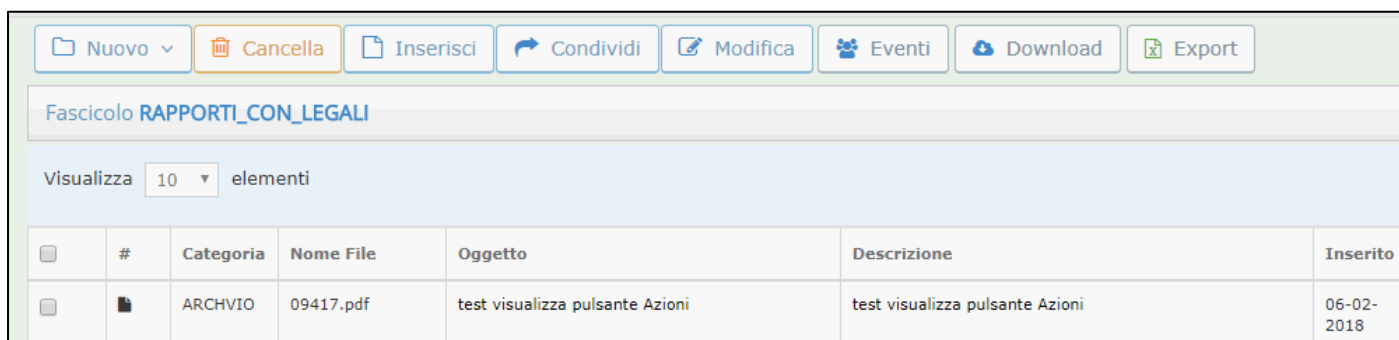 Nuovo Cancella Inserisci Condividi Modifica Eventi Download Export
Fascicolo RAPPORTI_CON_LEGALI
Visualizza 10 elementi
# Categoria Nome File Oggetto Descrizione Inserito
ARCHVIO 09417.pdf test visualizza pulsante Azioni test visualizza pulsante Azioni 06-02-
2018